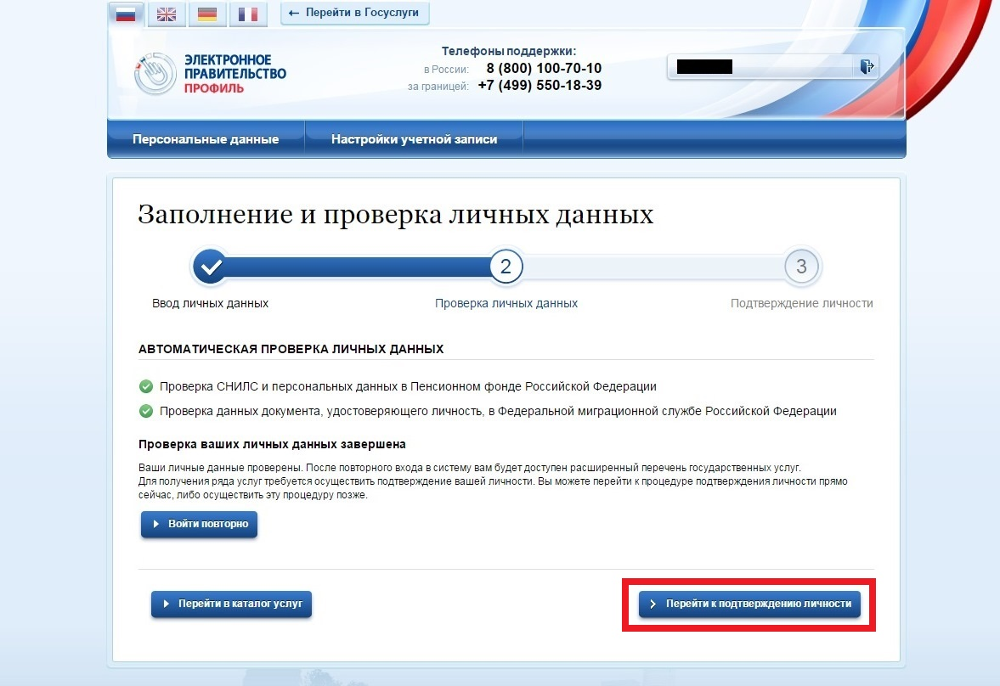 ← Перейти в Госуслуги
ЭЛЕКТРОННОЕ
ПРАВИТЕЛЬСТВО
ПРОФИЛЬ
Телефоны поддержки:
в России: 8 (800) 100-70-10
за границей: +7 (499) 550-18-39
Персональные данные Настройки учетной записи
Заполнение и проверка личных данных
2 3
Ввод личных данных Проверка личных данных Подтверждение личности
АВТОМАТИЧЕСКАЯ ПРОВЕРКА ЛИЧНЫХ ДАННЫХ
Проверка СНИЛС и персональных данных в Пенсионном фонде Российской Федерации
Проверка данных документа, удостоверяющего личность, в Федеральной миграционной службе Российской Федерации
Проверка ваших личных данных завершена
Ваши личные данные проверены. После повторного входа в систему вам будет доступен расширенный перечень государственных услуг.
Для получения ряда услуг требуется осуществить подтверждение вашей личности. Вы можете перейти к процедуре подтверждения личности прямо
сейчас, либо осуществить эту процедуру позже.
Войти повторно
Перейти в каталог услуг Перейти к подтверждению личности